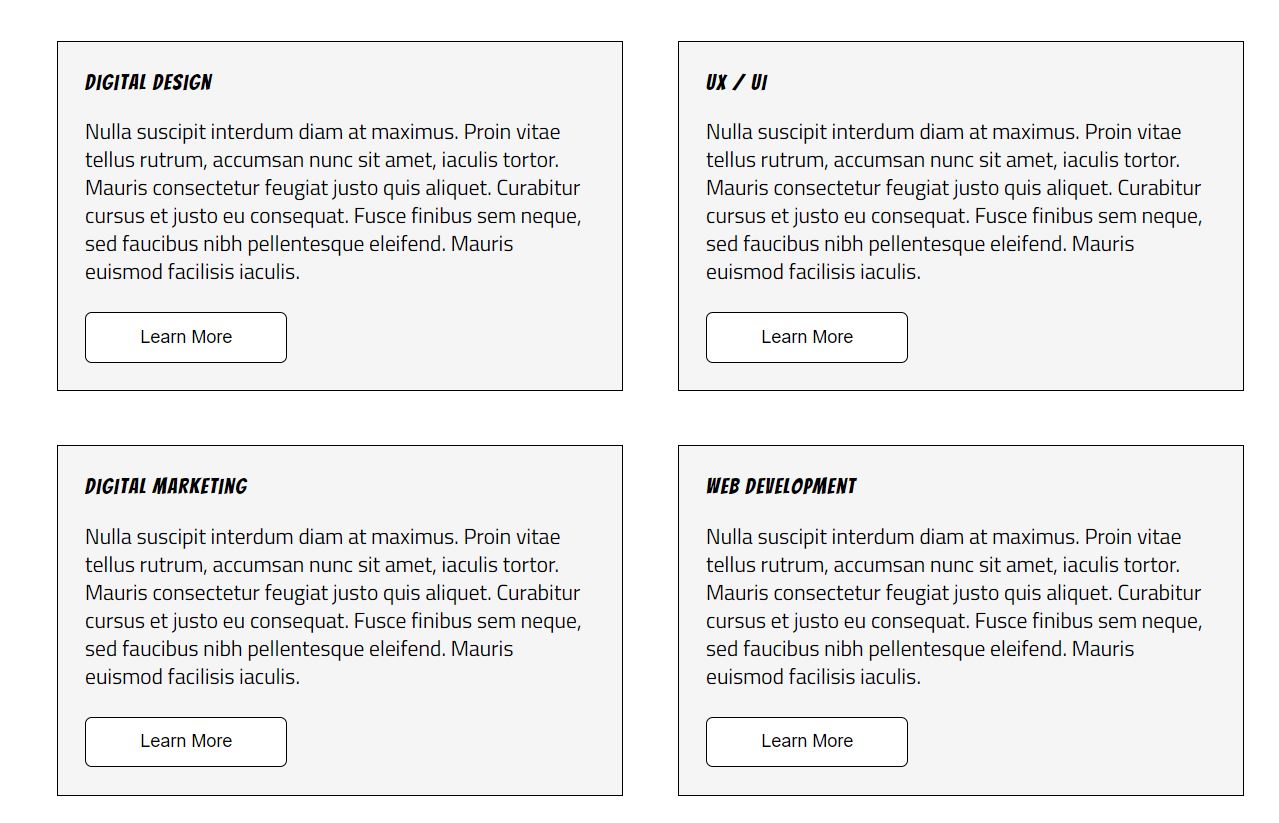 DIGITAL DESIGN
Nulla suscipit interdum diam at maximus. Proin vitae
tellus rutrum, accumsan nunc sit amet, iaculis tortor.
Mauris consectetur feugiat justo quis aliquet. Curabitur
cursus et justo eu consequat. Fusce finibus sem neque,
sed faucibus nibh pellentesque eleifend. Mauris
euismod facilisis iaculis.
Learn More
UX / UI
Nulla suscipit interdum diam at maximus. Proin vitae
tellus rutrum, accumsan nunc sit amet, iaculis tortor.
Mauris consectetur feugiat justo quis aliquet. Curabitur
cursus et justo eu consequat. Fusce finibus sem neque,
sed faucibus nibh pellentesque eleifend. Mauris
euismod facilisis iaculis.
Learn More
DIGITAL MARKETING
Nulla suscipit interdum diam at maximus. Proin vitae
tellus rutrum, accumsan nunc sit amet, iaculis tortor.
Mauris consectetur feugiat justo quis aliquet. Curabitur
cursus et justo eu consequat. Fusce finibus sem neque,
sed faucibus nibh pellentesque eleifend. Mauris
euismod facilisis iaculis.
Learn More
WEB DEVELOPMENT
Nulla suscipit interdum diam at maximus. Proin vitae
tellus rutrum, accumsan nunc sit amet, iaculis tortor.
Mauris consectetur feugiat justo quis aliquet. Curabitur
cursus et justo eu consequat. Fusce finibus sem neque,
sed faucibus nibh pellentesque eleifend. Mauris
euismod facilisis iaculis.
Learn More